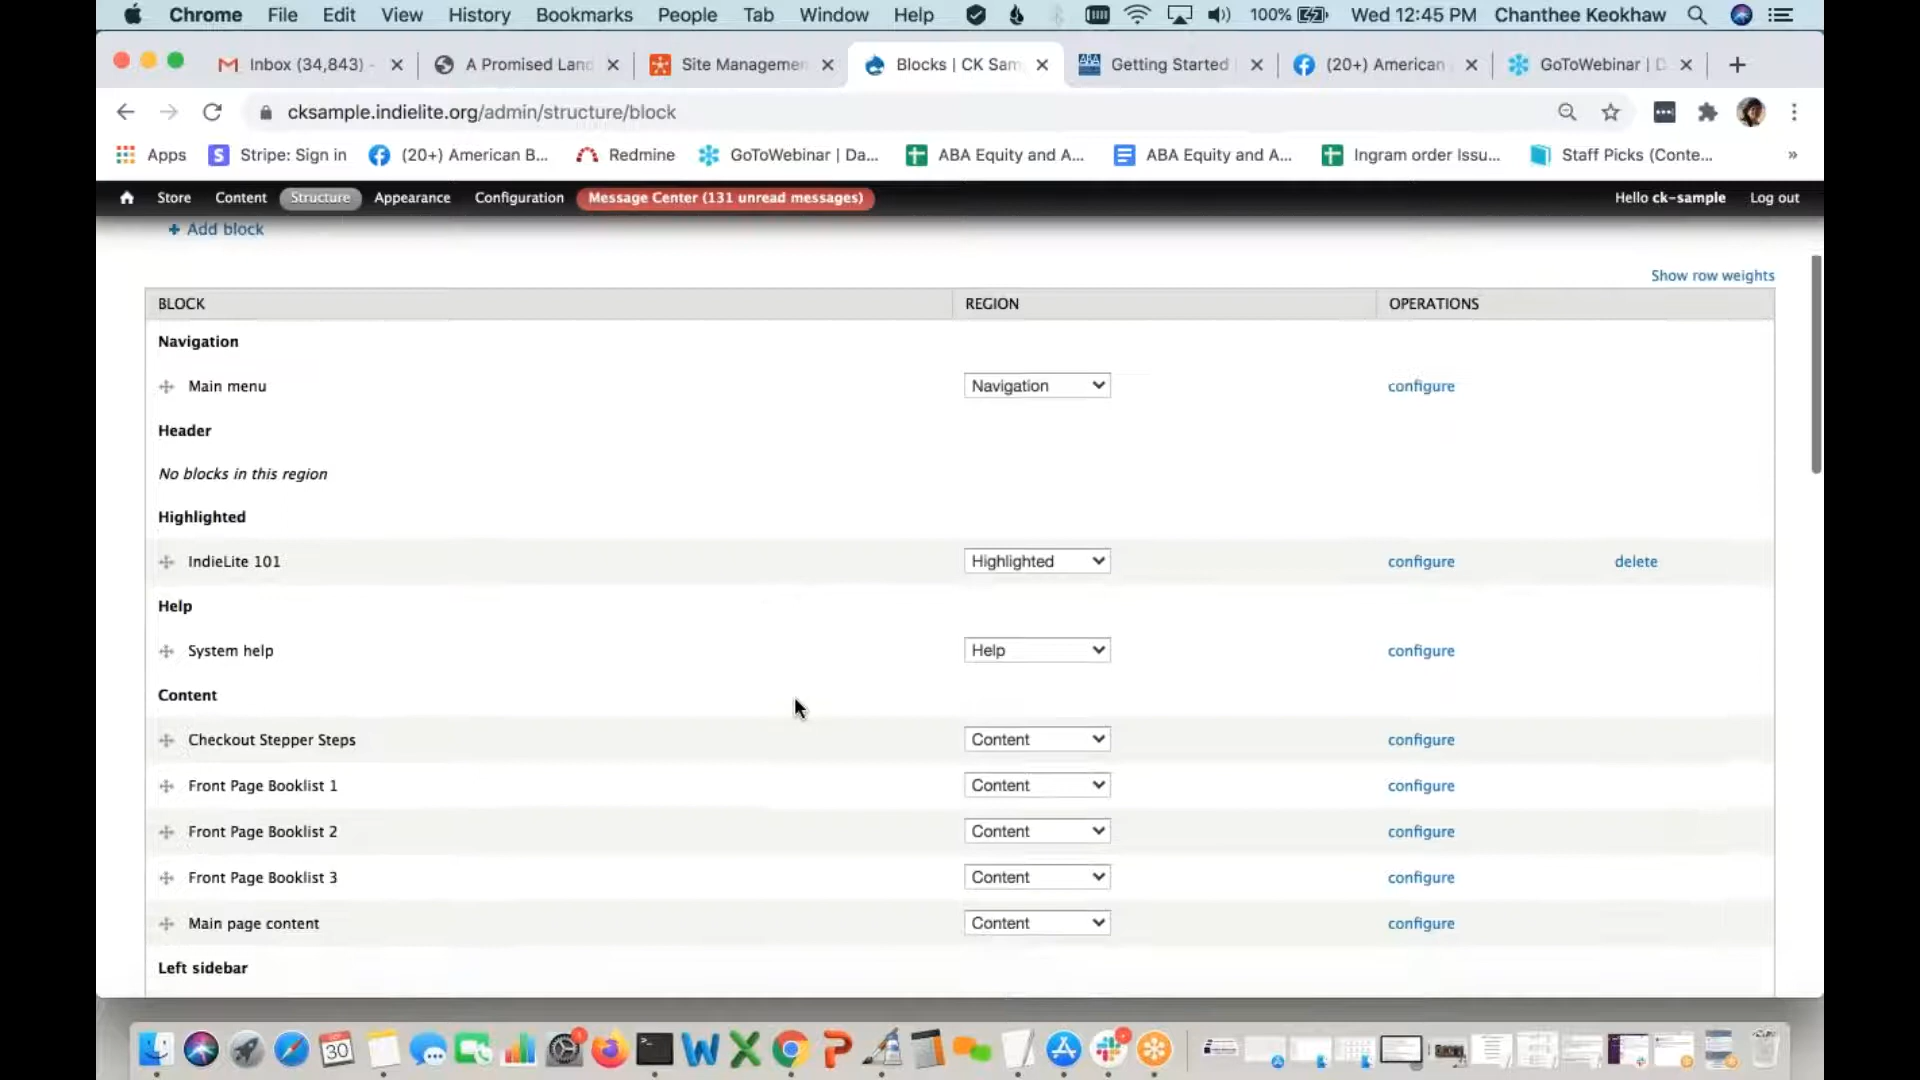 Chrome File Edit View History Bookmarks People Tab Window Help 100% Wed 12:45 PM Chanthee Keokhaw
Inbox (34,843) - A Promised Land Site Managemen Blocks | CK Sam Getting Started (20+) American GoToWebinar | D
cksample.indielite.org/admin/structure/block
Apps Stripe: Sign in (20+) American B... Redmine GoToWebinar | Da... ABA Equity and A... ABA Equity and A... Ingram order Issu... Staff Picks (Conte... »
Store Content Structure Appearance Configuration Message Center (131 unread messages) Hello ck-sample Log out
+ Add block
Show row weights
BLOCK REGION OPERATIONS
Navigation
Main menu Navigation configure
Header
No blocks in this region
Highlighted
IndieLite 101 Highlighted configure delete
Help
System help Help configure
Content
Checkout Stepper Steps Content configure
Front Page Booklist 1 Content configure
Front Page Booklist 2 Content configure
Front Page Booklist 3 Content configure
Main page content Content configure
Left sidebar
30